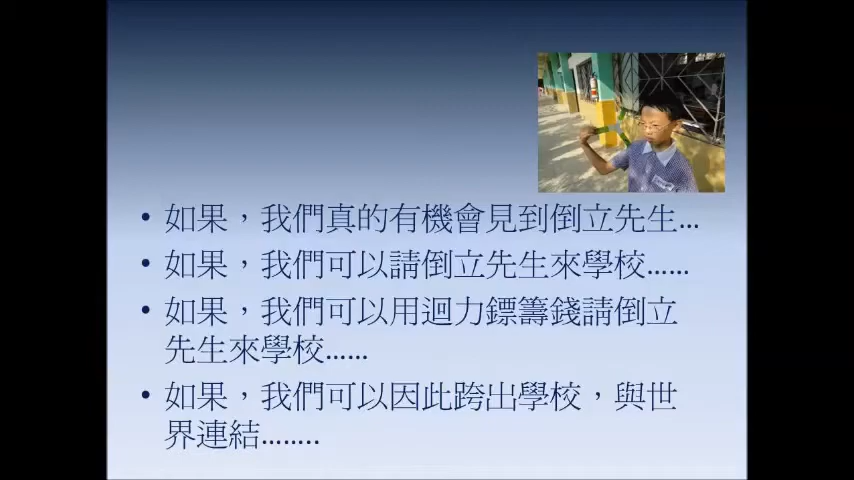 • 如果，我們真的有機會見到倒立先生...
• 如果，我們可以請倒立先生來學校......
• 如果，我們可以用迴力鏢籌錢請倒立
先生來學校......
• 如果，我們可以因此跨出學校，與世
界連結........